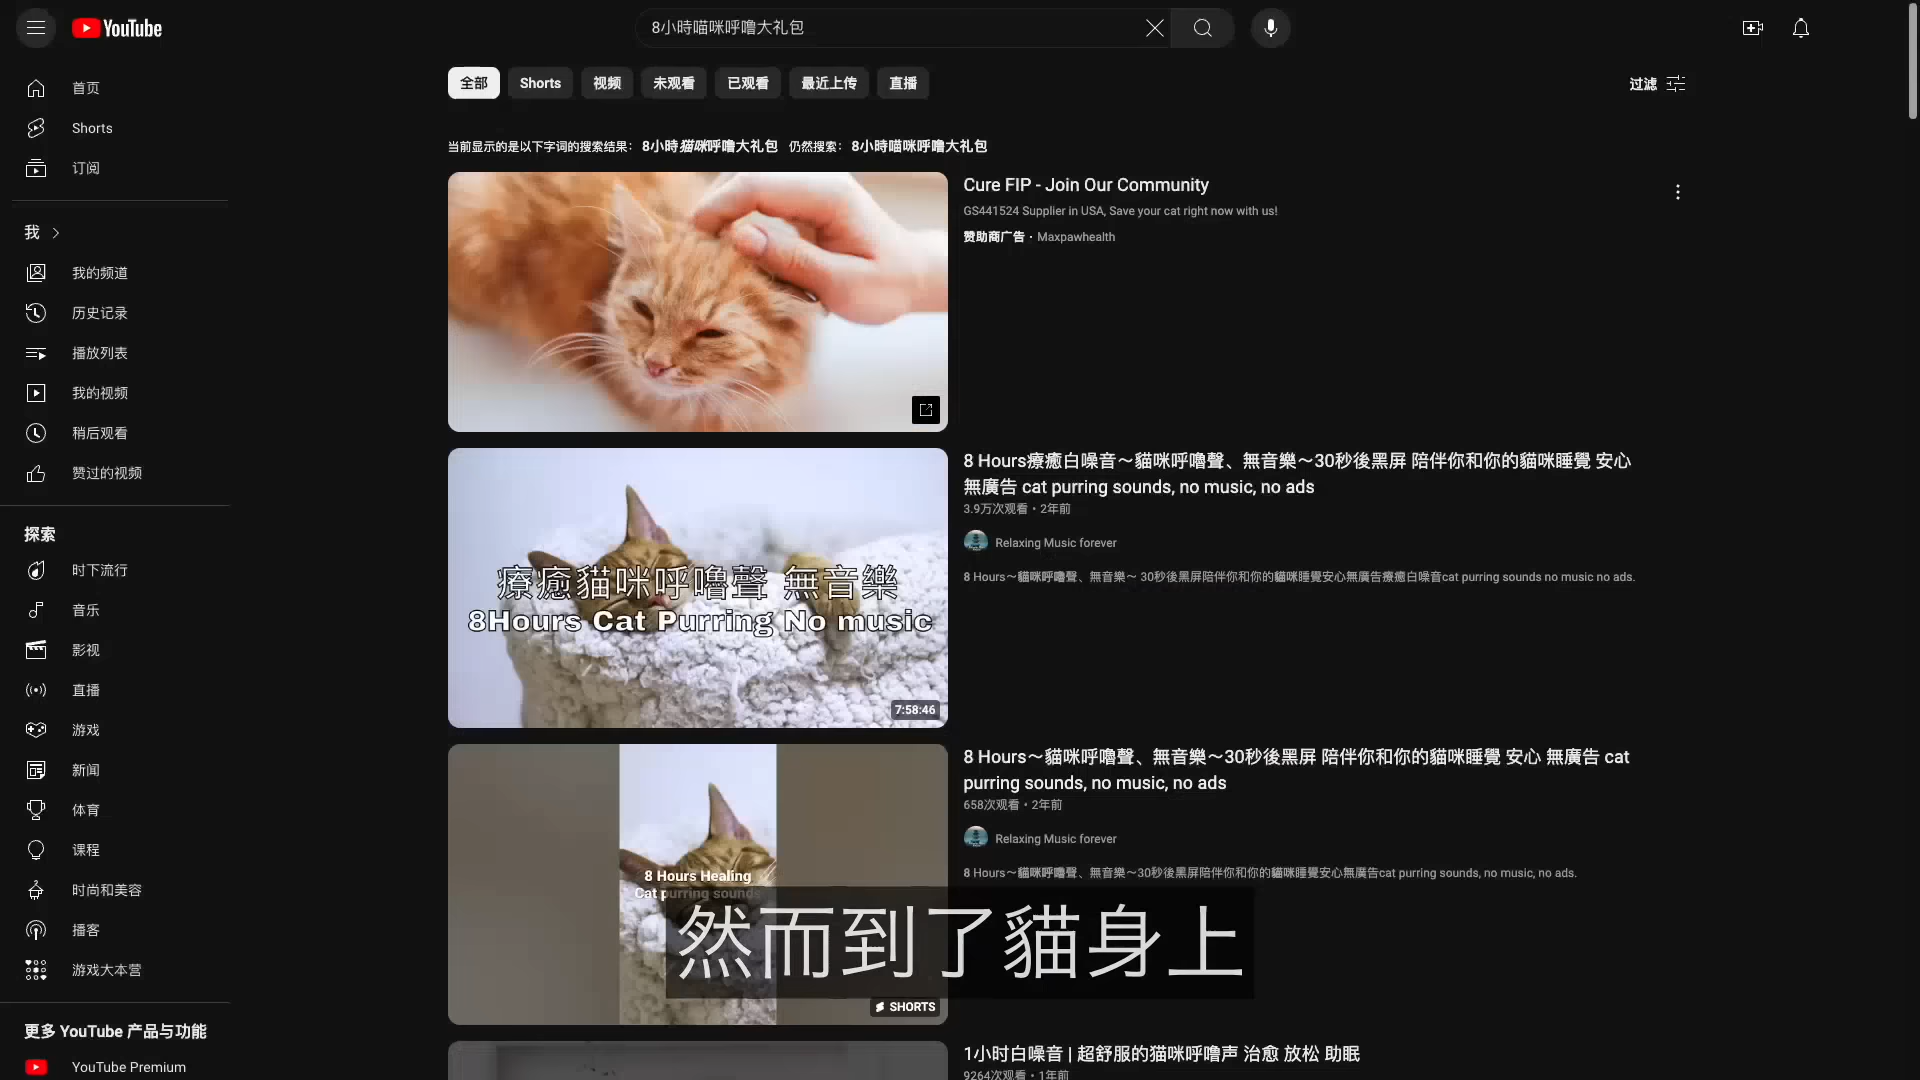 YouTube
8小時喵咪呼嚕大礼包
首页
Shorts
订阅
我
我的频道
历史记录
播放列表
我的视频
稍后观看
赞过的视频
探索
时下流行
音乐
影视
直播
游戏
新闻
体育
课程
时尚和美容
播客
游戏大本营
更多 YouTube 产品与功能
YouTube Premium
全部 Shorts 视频 未观看 已观看 最近上传 直播
过滤
当前显示的是以下字词的搜索结果： 8小時猫咪呼噜大礼包 仍然搜索： 8小時喵咪呼噜大礼包
Cure FIP - Join Our Community
GS441524 Supplier in USA, Save your cat right now with us!
赞助商广告 · Maxpawhealth
療癒貓咪呼嚕聲 無音樂
8Hours Cat Purring No music
7:58:46
8 Hours療癒白噪音～貓咪呼嚕聲、無音樂～30秒後黑屏 陪伴你和你的貓咪睡覺 安心
無廣告 cat purring sounds, no music, no ads
3.9万次观看 • 2年前
Relaxing Music forever
8 Hours～貓咪呼嚕聲、無音樂～ 30秒後黑屏陪伴你和你的貓咪睡覺安心無廣告療癒白噪音cat purring sounds no music no ads.
8 Hours Healing
Cat purring sounds
SHORTS
8 Hours～貓咪呼嚕聲、無音樂～30秒後黑屏 陪伴你和你的貓咪睡覺 安心 無廣告 cat
purring sounds, no music, no ads
658次观看 • 2年前
Relaxing Music forever
8 Hours～貓咪呼嚕聲、無音樂～30秒後黑屏陪伴你和你的貓咪睡覺安心無廣告cat purring sounds, no music, no ads.
然而到了貓身上
1小时白噪音 | 超舒服的猫咪呼噜声 治愈 放松 助眠
9264次观看 • 1年前